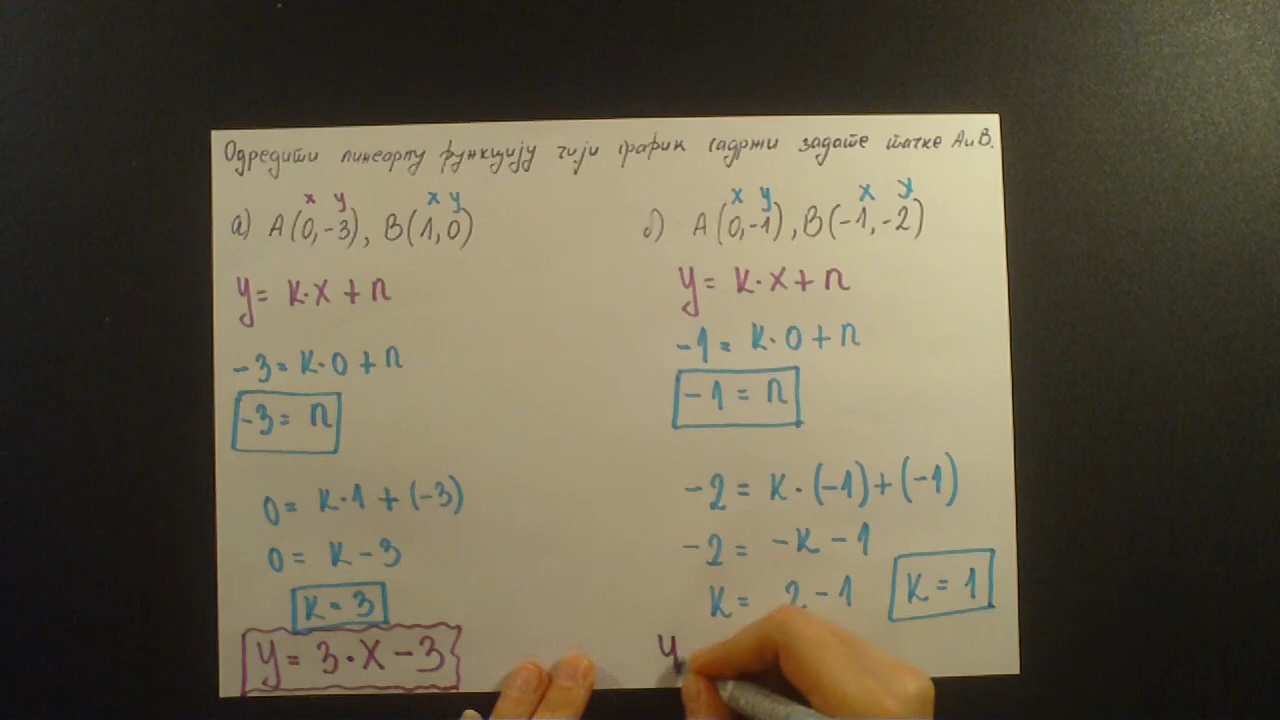 Одредити линеарну функцију чији график садржи задате тачке А и В.
x y x y
а) A(0,-3), B(1,0)
y= k·x+n
-3=k·0+n
-3= n
0= k·1+(-3)
0= k-3
k=3
y=3·x-3
x y x y
б) A(0,-1), B(-1,-2)
y= k·x+n
-1= k·0+n
-1= n
-2= k·(-1)+(-1)
-2= -k-1
k= 2-1
k=1
y